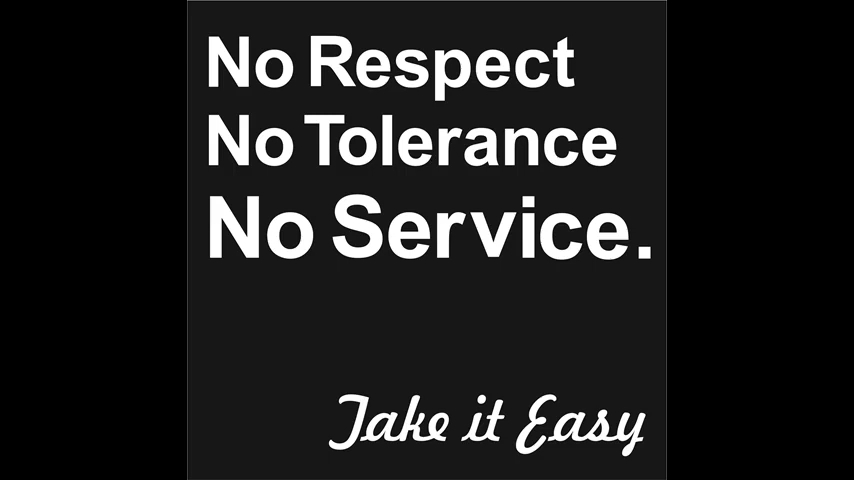 No Respect
No Tolerance
No Service.
Take it Easy